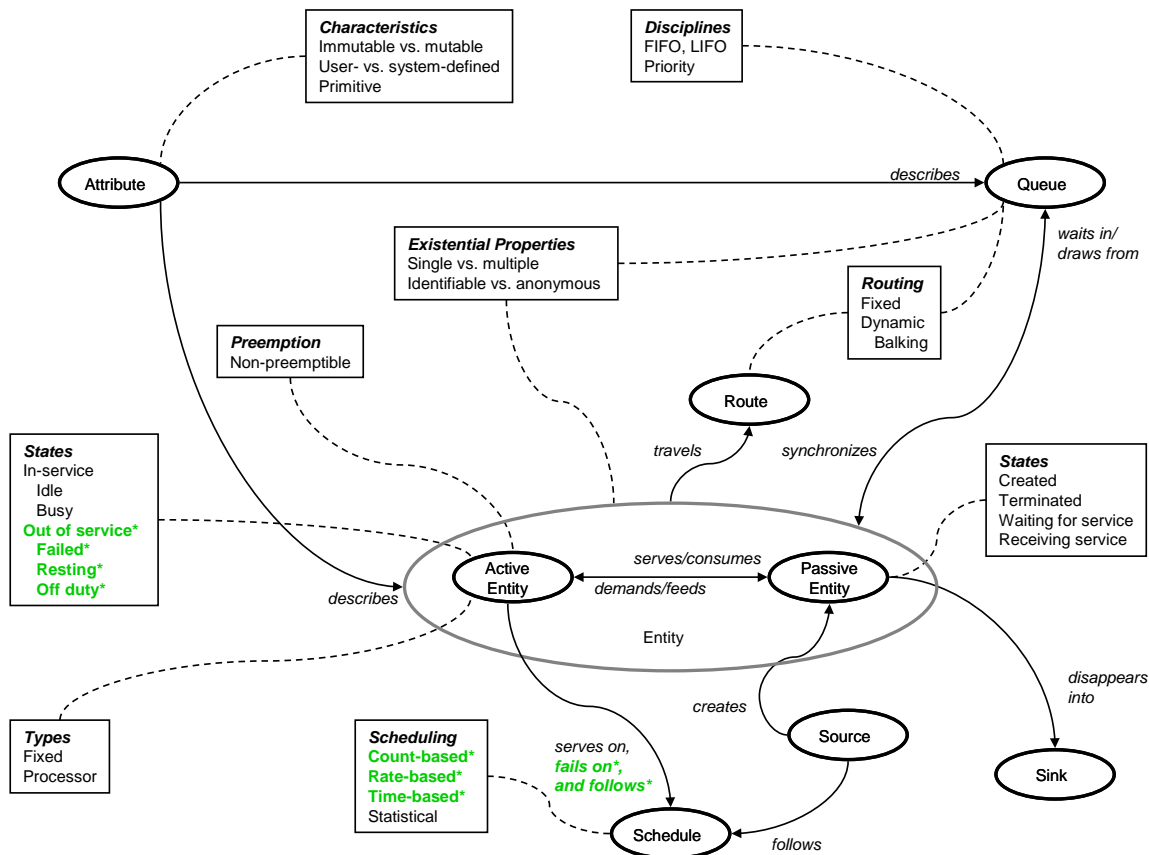 Characteristics
Immutable vs. mutable
User- vs. system-defined
Primitive
Disciplines
FIFO, LIFO
Priority
Attribute
describes
Queue
Existential Properties
Single vs. multiple
Identifiable vs. anonymous
waits in/
draws from
Routing
Fixed
Dynamic
Balking
Preemption
Non-preemptible
Route
travels
synchronizes
States
In-service
Idle
Busy
Out of service*
Failed*
Resting*
Off duty*
States
Created
Terminated
Waiting for service
Receiving service
describes
Active
Entity
serves/consumes
demands/feeds
Passive
Entity
Entity
creates
disappears
into
Types
Fixed
Processor
Scheduling
Count-based*
Rate-based*
Time-based*
Statistical
serves on,
fails on*,
and follows*
Source
Sink
Schedule
follows